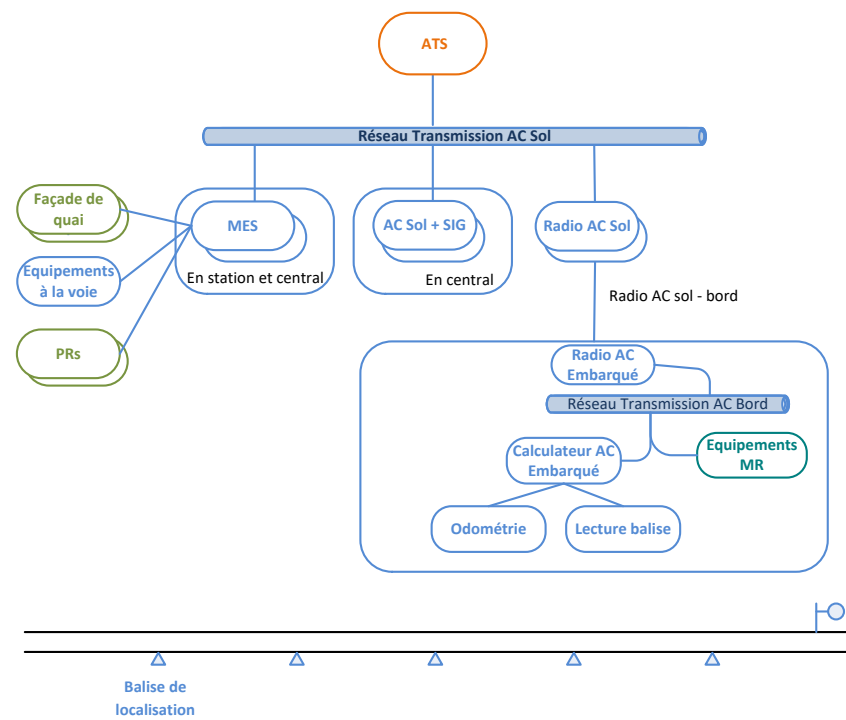 ATS
Réseau Transmission AC Sol
Façade de
quai
MES
AC Sol + SIG
Radio AC Sol
Equipements
à la voie
En station et central
En central
Radio AC sol - bord
PRs
Radio AC
Embarqué
Réseau Transmission AC Bord
Calculateur AC
Embarqué
Equipements
MR
Odométrie
Lecture balise
Balise de
localisation